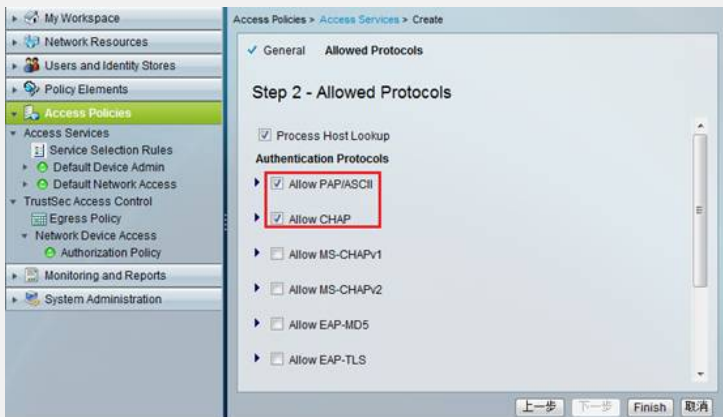 My Workspace
Network Resources
Users and Identity Stores
Policy Elements
Access Policies
Access Services
Service Selection Rules
Default Device Admin
Default Network Access
TrustSec Access Control
Egress Policy
Network Device Access
Authorization Policy
Monitoring and Reports
System Administration
Access Policies > Access Services > Create
General Allowed Protocols
Step 2 - Allowed Protocols
Process Host Lookup
Authentication Protocols
Allow PAP/ASCII
Allow CHAP
Allow MS-CHAPv1
Allow MS-CHAPv2
Allow EAP-MD5
Allow EAP-TLS
上一步 下一步 Finish 取消